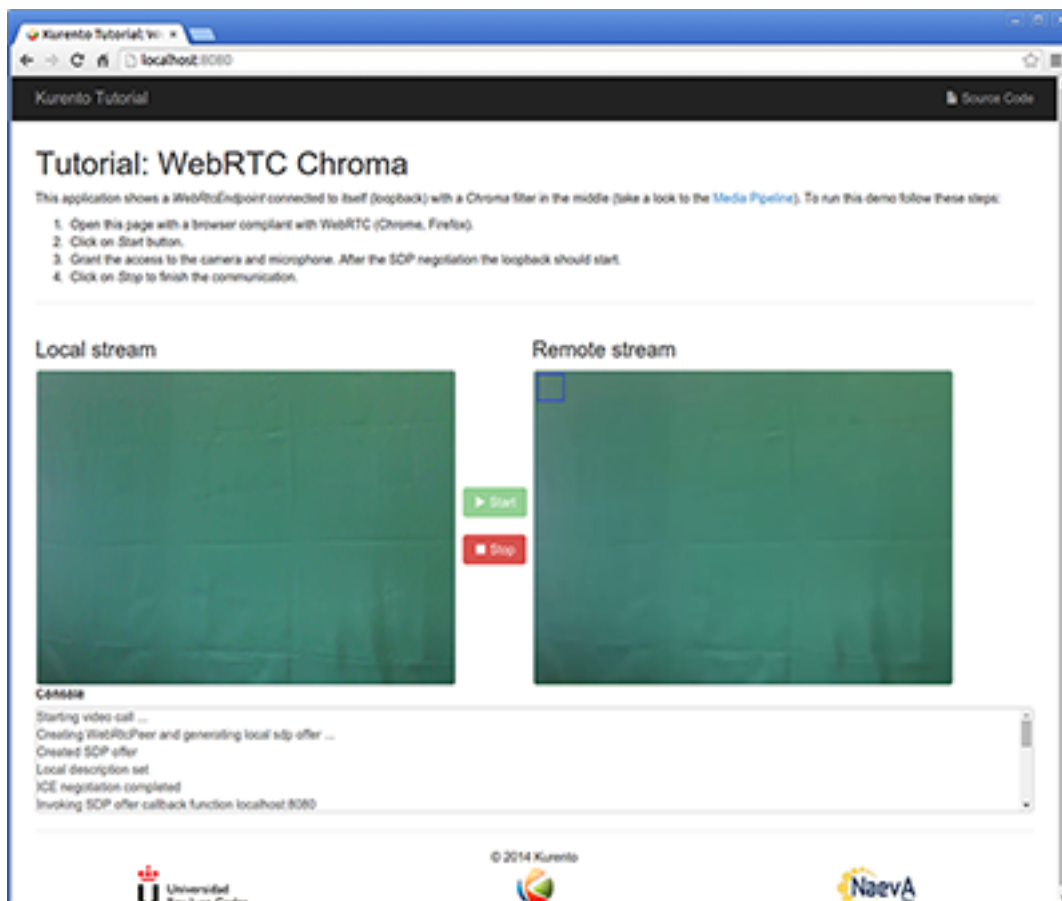 Kurento Tutorial: We
localhost:8080
Kurento Tutorial
Source Code
Tutorial: WebRTC Chroma
This application shows a WebRtcEndpoint connected to itself (loopback) with a Chroma filter in the middle (take a look to the Media Pipeline). To run this demo follow these steps:
1. Open this page with a browser compliant with WebRTC (Chrome, Firefox).
2. Click on Start button.
3. Grant the access to the camera and microphone. After the SDP negotiation the loopback should start.
4. Click on Stop to finish the communication.
Local stream
Remote stream
Start
Stop
Console
Starting video call ...
Creating WebRtcPeer and generating local sdp offer ...
Created SDP offer
Local description set
ICE negotiation completed
Invoking SDP offer callback function localhost:8080
© 2014 Kurento
Universidad
NaevA